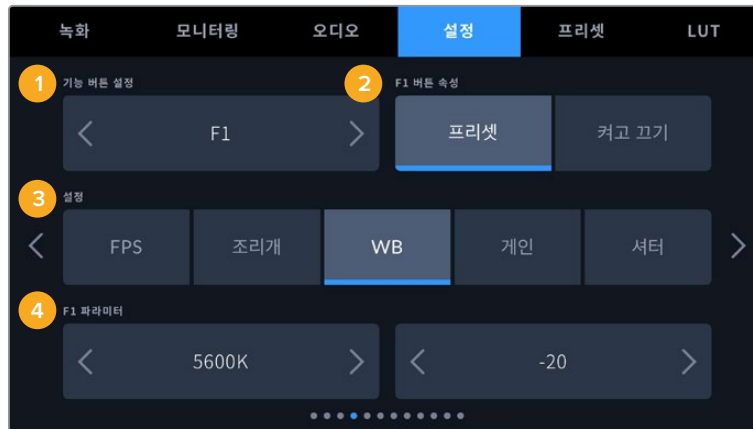 녹화 모니터링 오디오 설정 프리셋 LUT
1 기능 버튼 설정 2 F1 버튼 속성
F1 프리셋 켜고 끄기
3 설정
FPS 조리개 WB 게인 셔터
4 F1 파라미터
5600K -20